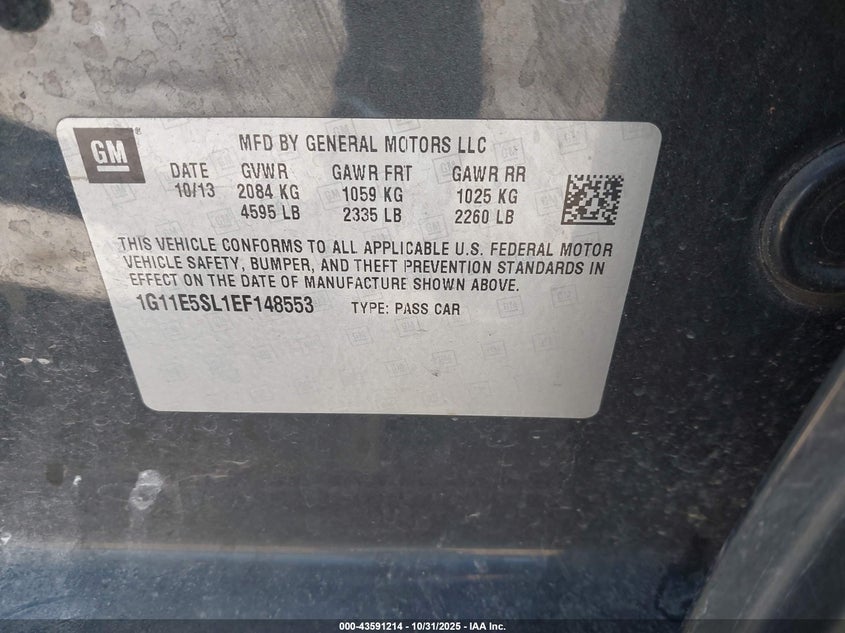 GM ® MFD BY GENERAL MOTORS LLC
DATE GVWR GAWR FRT GAWR RR
10/13 2084 KG 1059 KG 1025 KG
4595 LB 2335 LB 2260 LB
THIS VEHICLE CONFORMS TO ALL APPLICABLE U.S. FEDERAL MOTOR
VEHICLE SAFETY, BUMPER, AND THEFT PREVENTION STANDARDS IN
EFFECT ON THE DATE OF MANUFACTURE SHOWN ABOVE.
1G11E5SL1EF148553 TYPE: PASS CAR
000-43591214 - 10/31/2025 - IAA Inc.